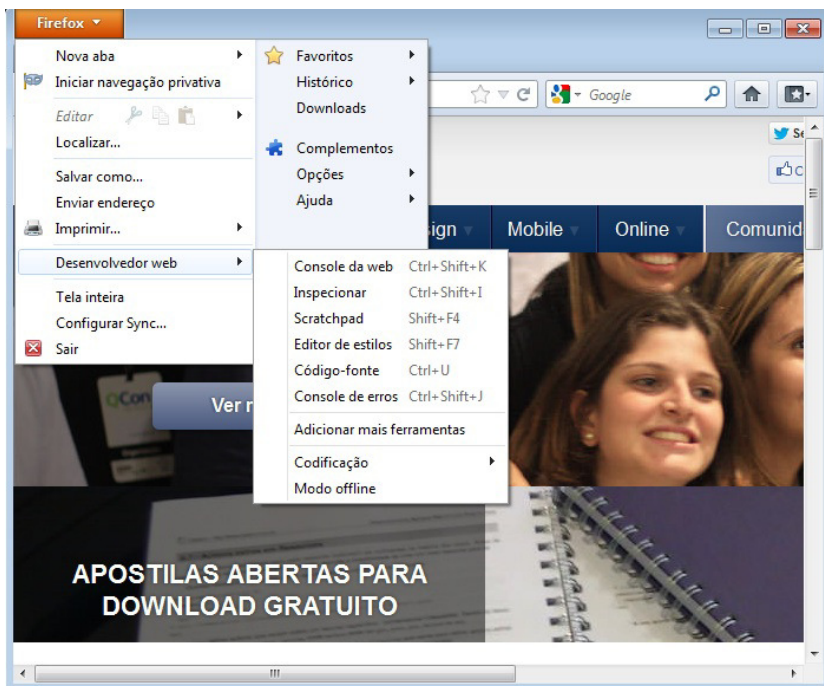 Firefox
Nova aba
Iniciar navegação privativa
Editar
Localizar...
Salvar como...
Enviar endereço
Imprimir...
Desenvolvedor web
Tela inteira
Configurar Sync...
Sair
Favoritos
Histórico
Downloads
Complementos
Opções
Ajuda
Google
Se
C
ign
Mobile
Online
Comunid
Console da web Ctrl+Shift+K
Inspecionar Ctrl+Shift+I
Scratchpad Shift+F4
Editor de estilos Shift+F7
Código-fonte Ctrl+U
Console de erros Ctrl+Shift+J
Adicionar mais ferramentas
Codificação
Modo offline
QCon
Ver
APOSTILAS ABERTAS PARA
DOWNLOAD GRATUITO